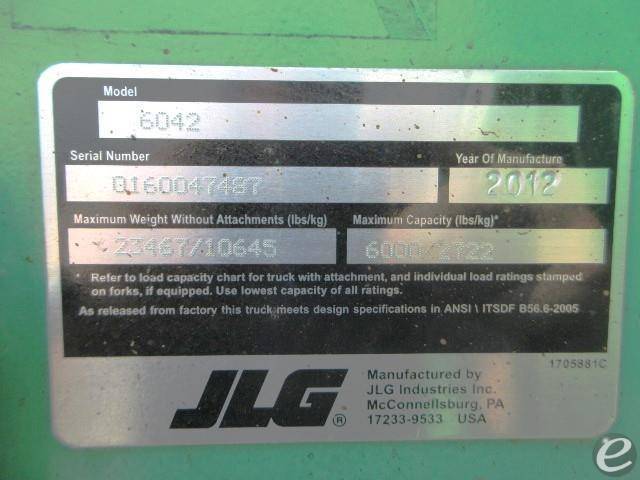 Model
6042
Serial Number Year Of Manufacture
0160047487 2012
Maximum Weight Without Attachments (lbs/kg) Maximum Capacity (lbs/kg)*
23467/10645 6000/2722
* Refer to load capacity chart for truck with attachment, and individual load ratings stamped
on forks, if equipped. Use lowest capacity of all ratings.
As released from factory this truck meets design specifications in ANSI \ ITSDF B56.6-2005
1705881C
JLG®
Manufactured by
JLG Industries Inc.
McConnellsburg, PA
17233-9533 USA
e